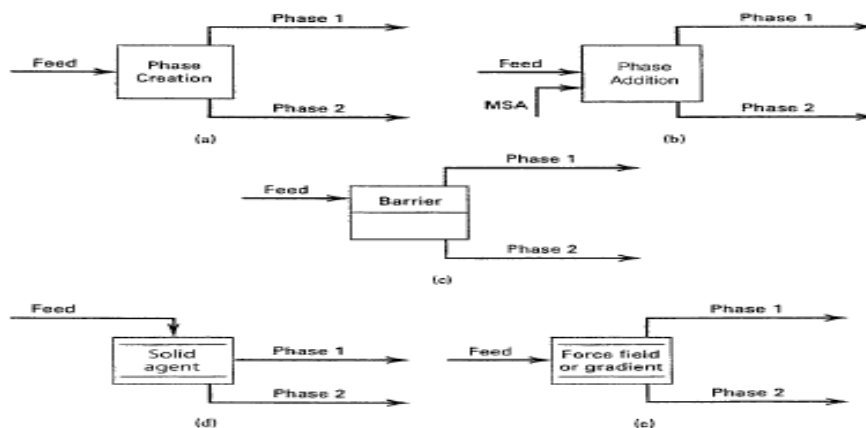 Phase 1
Feed
Phase
Creation
Phase 2
(a)
Phase 1
Feed
Phase
Addition
MSA
Phase 2
(b)
Phase 1
Feed
Barrier
Phase 2
(c)
Feed
Solid
agent
Phase 1
Phase 2
(d)
Phase 1
Feed
Force field
or gradient
Phase 2
(e)